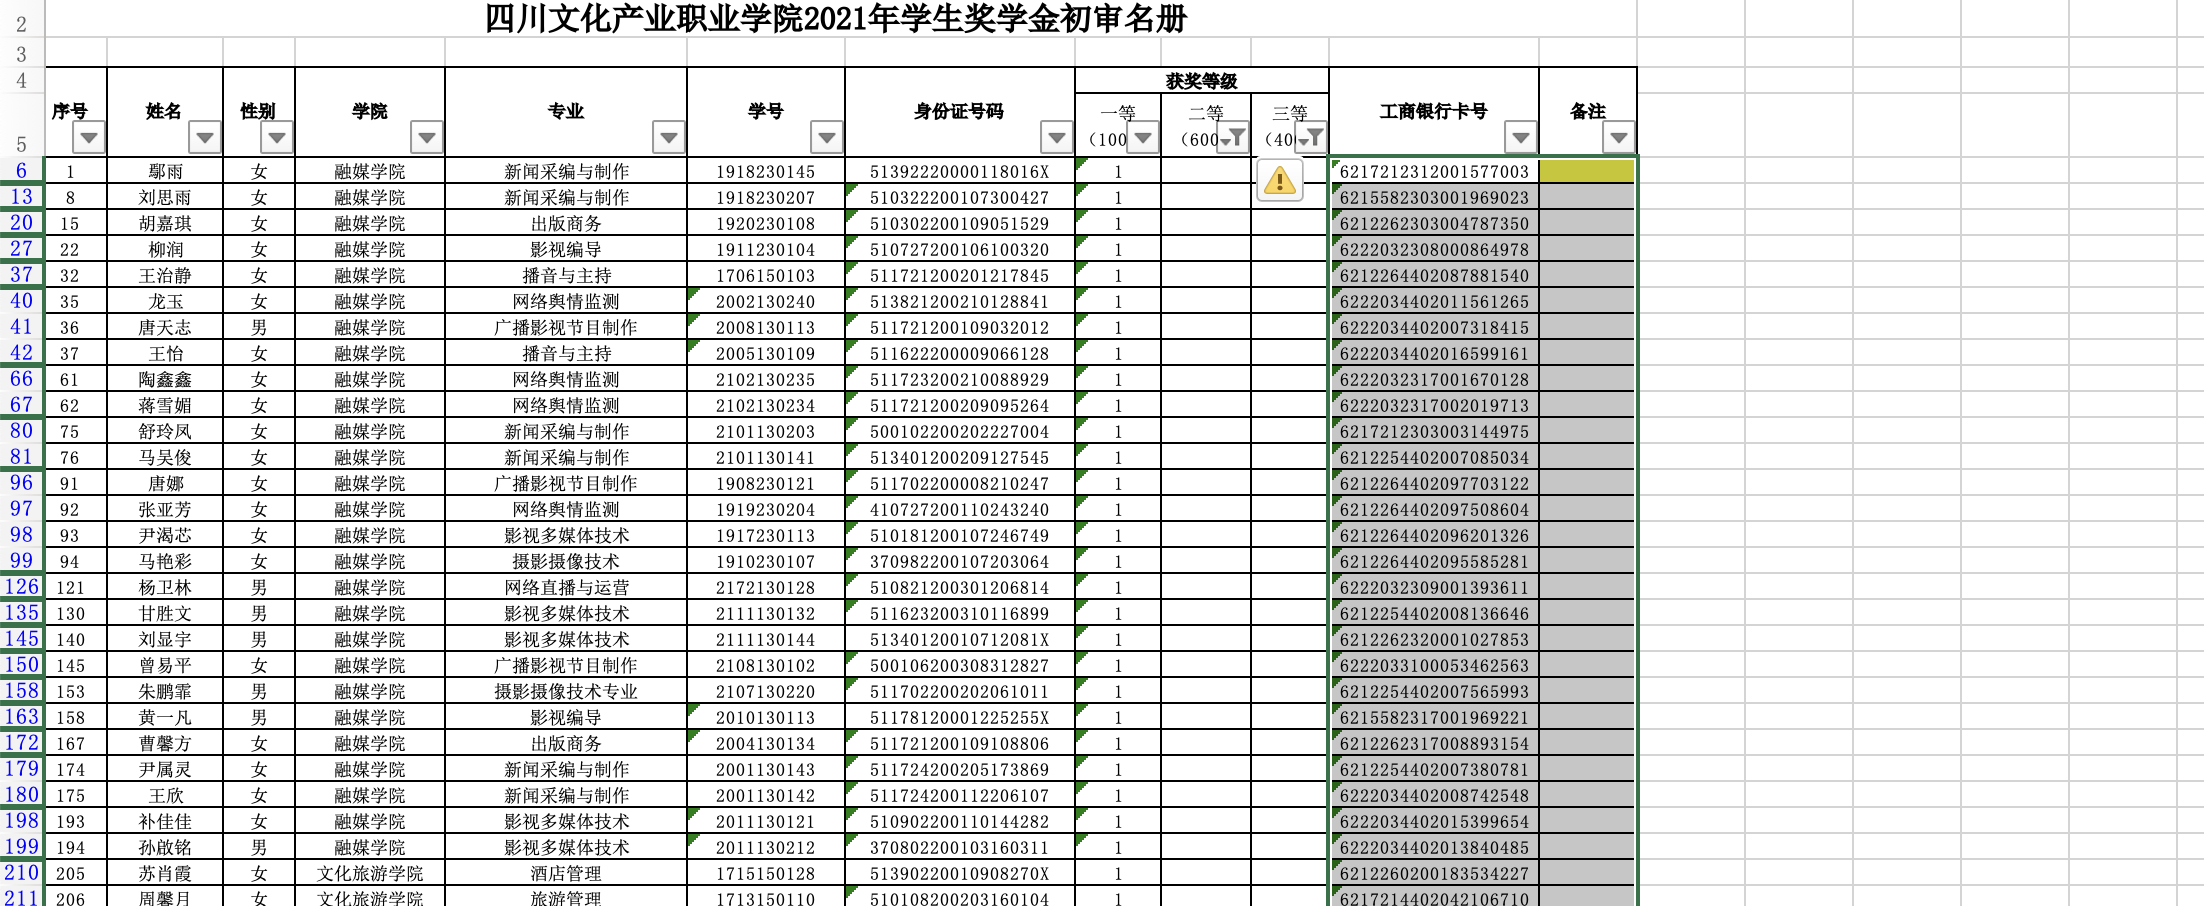 2 四川文化产业职业学院2021年学生奖学金初审名册
3
4 序号 姓名 性别 学院 专业 学号 身份证号码 获奖等级 工商银行卡号 备注
5 一等 (100 二等 (600 三等 (40
6 1 鄢雨 女 融媒学院 新闻采编与制作 1918230145 51392220000118016X 1 6217212312001577003
13 8 刘思雨 女 融媒学院 新闻采编与制作 1918230207 510322200107300427 1 6215582303001969023
20 15 胡嘉琪 女 融媒学院 出版商务 1920230108 510302200109051529 1 6212262303004787350
27 22 柳润 女 融媒学院 影视编导 1911230104 510727200106100320 1 6222032308000864978
37 32 王治静 女 融媒学院 播音与主持 1706150103 511721200201217845 1 6212264402087881540
40 35 龙玉 女 融媒学院 网络舆情监测 2002130240 513821200210128841 1 6222034402011561265
41 36 唐天志 男 融媒学院 广播影视节目制作 2008130113 511721200109032012 1 6222034402007318415
42 37 王怡 女 融媒学院 播音与主持 2005130109 511622200009066128 1 6222034402016599161
66 61 陶鑫鑫 女 融媒学院 网络舆情监测 2102130235 511723200210088929 1 6222032317001670128
67 62 蒋雪媚 女 融媒学院 网络舆情监测 2102130234 511721200209095264 1 6222032317002019713
80 75 舒玲凤 女 融媒学院 新闻采编与制作 2101130203 500102200202227004 1 6217212303003144975
81 76 马吴俊 女 融媒学院 新闻采编与制作 2101130141 513401200209127545 1 6212254402007085034
96 91 唐娜 女 融媒学院 广播影视节目制作 1908230121 511702200008210247 1 6212264402097703122
97 92 张亚芳 女 融媒学院 网络舆情监测 1919230204 410727200110243240 1 6212264402097508604
98 93 尹渴芯 女 融媒学院 影视多媒体技术 1917230113 510181200107246749 1 6212264402096201326
99 94 马艳彩 女 融媒学院 摄影摄像技术 1910230107 370982200107203064 1 6212264402095585281
126 121 杨卫林 男 融媒学院 网络直播与运营 2172130128 510821200301206814 1 6222032309001393611
135 130 甘胜文 男 融媒学院 影视多媒体技术 2111130132 511623200310116899 1 6212254402008136646
145 140 刘显宇 男 融媒学院 影视多媒体技术 2111130144 51340120010712081X 1 6212262320001027853
150 145 曾易平 女 融媒学院 广播影视节目制作 2108130102 500106200308312827 1 6222033100053462563
158 153 朱鹏霏 男 融媒学院 摄影摄像技术专业 2107130220 511702200202061011 1 6212254402007565993
163 158 黄一凡 男 融媒学院 影视编导 2010130113 51178120001225255X 1 6215582317001969221
172 167 曹馨方 女 融媒学院 出版商务 2004130134 511721200109108806 1 6212262317008893154
179 174 尹属灵 女 融媒学院 新闻采编与制作 2001130143 511724200205173869 1 6212254402007380781
180 175 王欣 女 融媒学院 新闻采编与制作 2001130142 511724200112206107 1 6222034402008742548
198 193 补佳佳 女 融媒学院 影视多媒体技术 2011130121 510902200110144282 1 6222034402015399654
199 194 孙啟铭 男 融媒学院 影视多媒体技术 2011130212 370802200103160311 1 6222034402013840485
210 205 苏肖霞 女 文化旅游学院 酒店管理 1715150128 51390220010908270X 1 6212260200183534227
211 206 周馨月 女 文化旅游学院 旅游管理 1713150110 510108200203160104 1 6217214402042106710